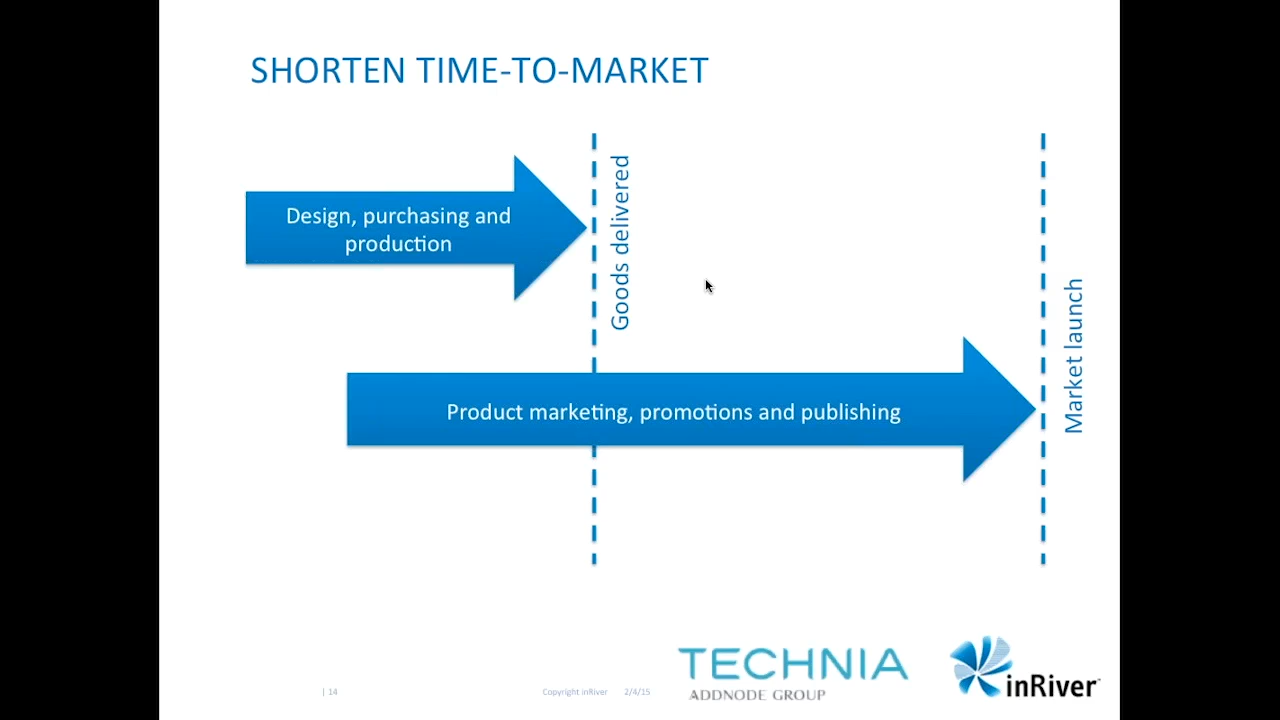 SHORTEN TIME-TO-MARKET
Design, purchasing and
production
Goods delivered
Product marketing, promotions and publishing
Market launch
| 14
Copyright inRiver 2/4/15
TECHNIA
ADDNODE GROUP
inRiver